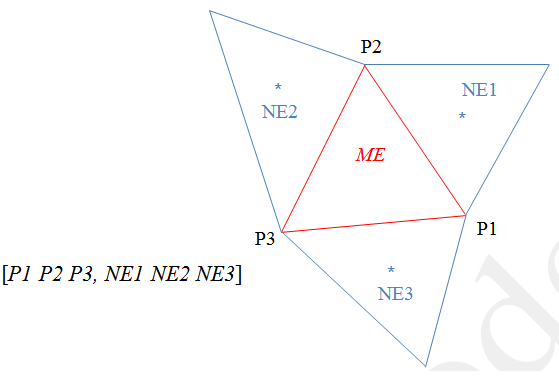 P2
NE1
*
*
NE2
ME
P1
P3
*
[P1 P2 P3, NE1 NE2 NE3]
NE3